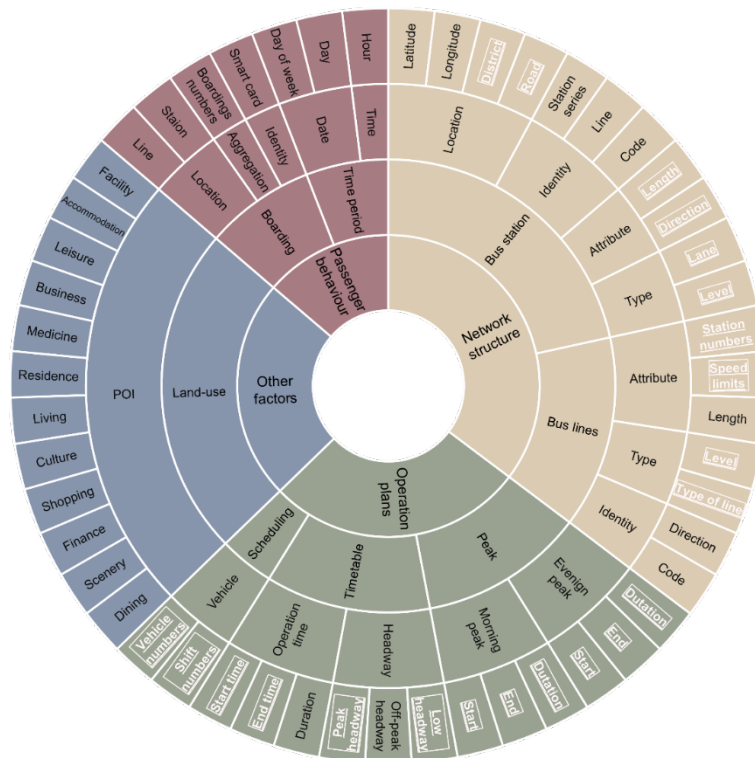 Network
structure
Bus station
Location
Latitude
Longitude
District
Road
Identity
Station
series
Line
Code
Attribute
Length
Direction
Lane
Type
Level
Bus lines
Attribute
Station
numbers
Speed
limits
Length
Type
Level
Type of line
Identity
Direction
Code
Operation
plans
Peak
Evenign
peak
Dutation
End
Start
Morning
peak
Dutation
End
Start
Timetable
Headway
Low
headway
Off-peak
headway
Peak
headway
Operation
time
Duration
End time
Start time
Scheduling
Vehicle
Shift
numbers
Vehicle
numbers
Other
factors
Land-use
POI
Dining
Scenery
Finance
Shopping
Culture
Living
Residence
Medicine
Business
Leisure
Accommodation
Facility
Passenger
behaviour
Boarding
Location
Line
Staion
Aggregation
Boardings
numbers
Identity
Smart card
Time period
Date
Day of week
Day
Time
Hour